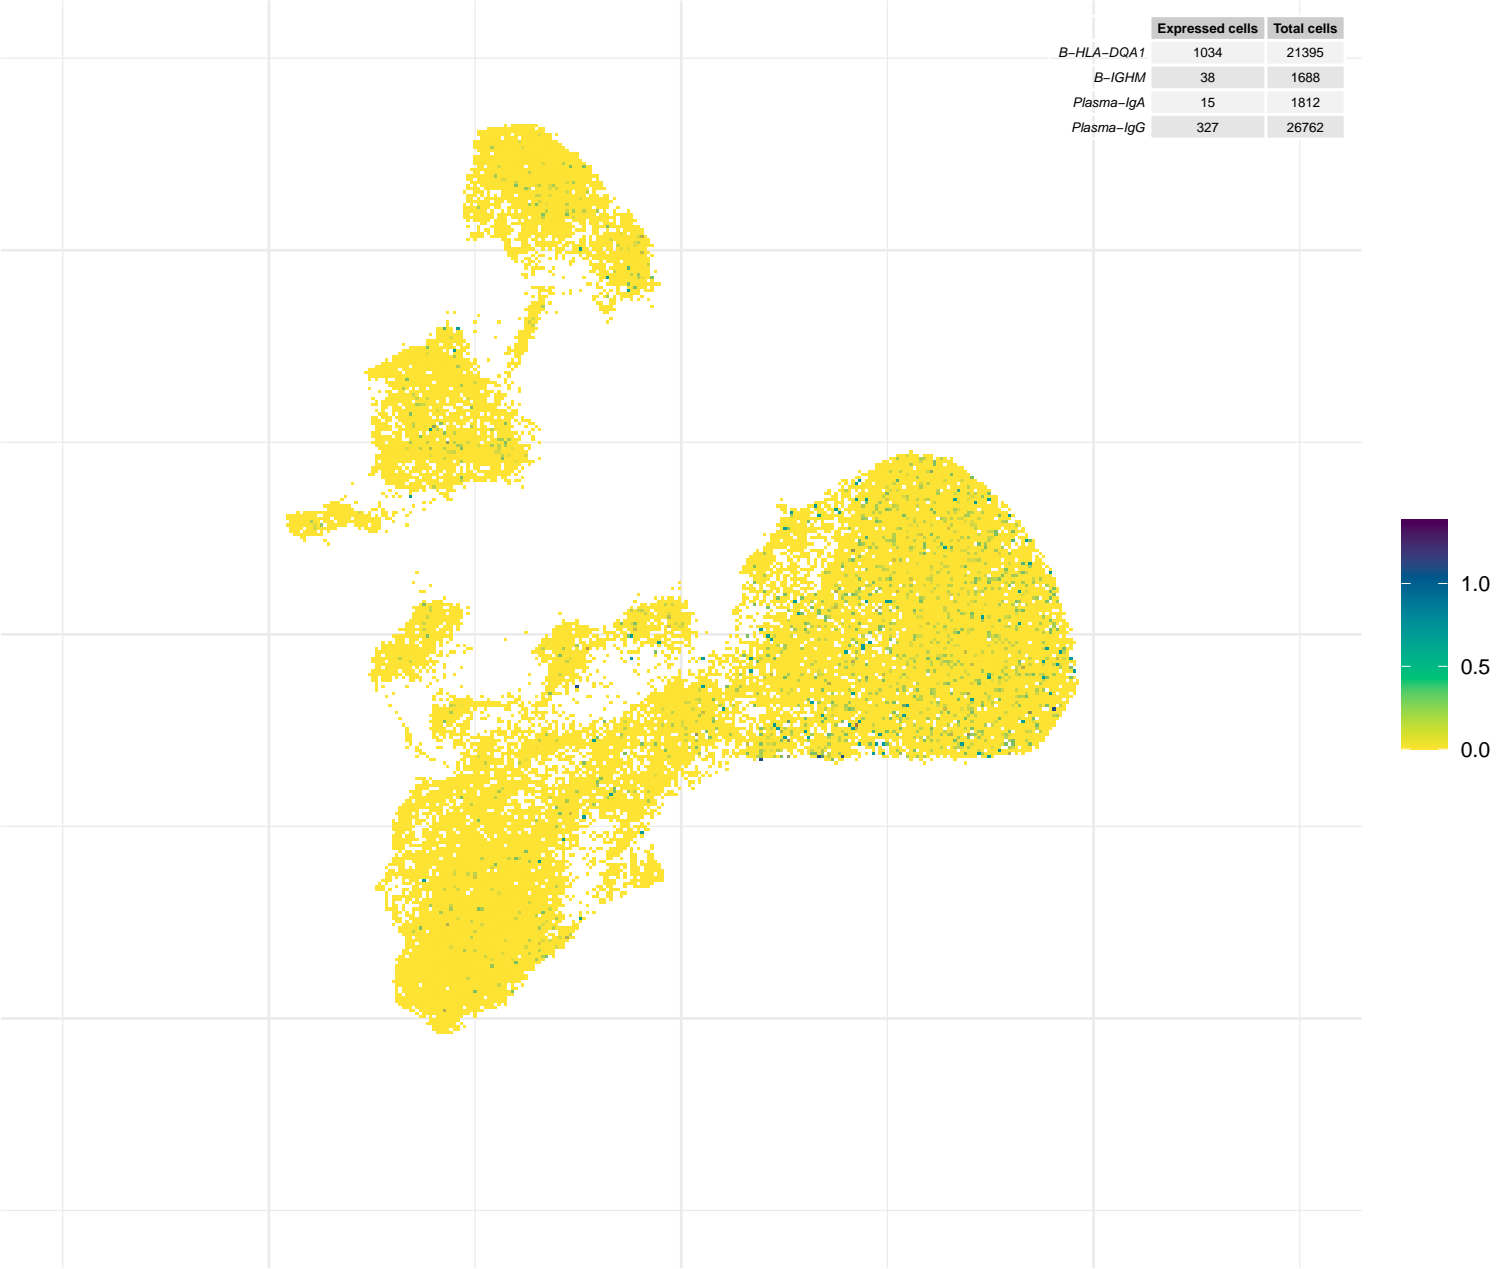 Expressed cells Total cells
B−HLA−DQA1 1034 21395
B−IGHM 38 1688
Plasma−IgA 15 1812
Plasma−IgG 327 26762
1.0
0.5
0.0